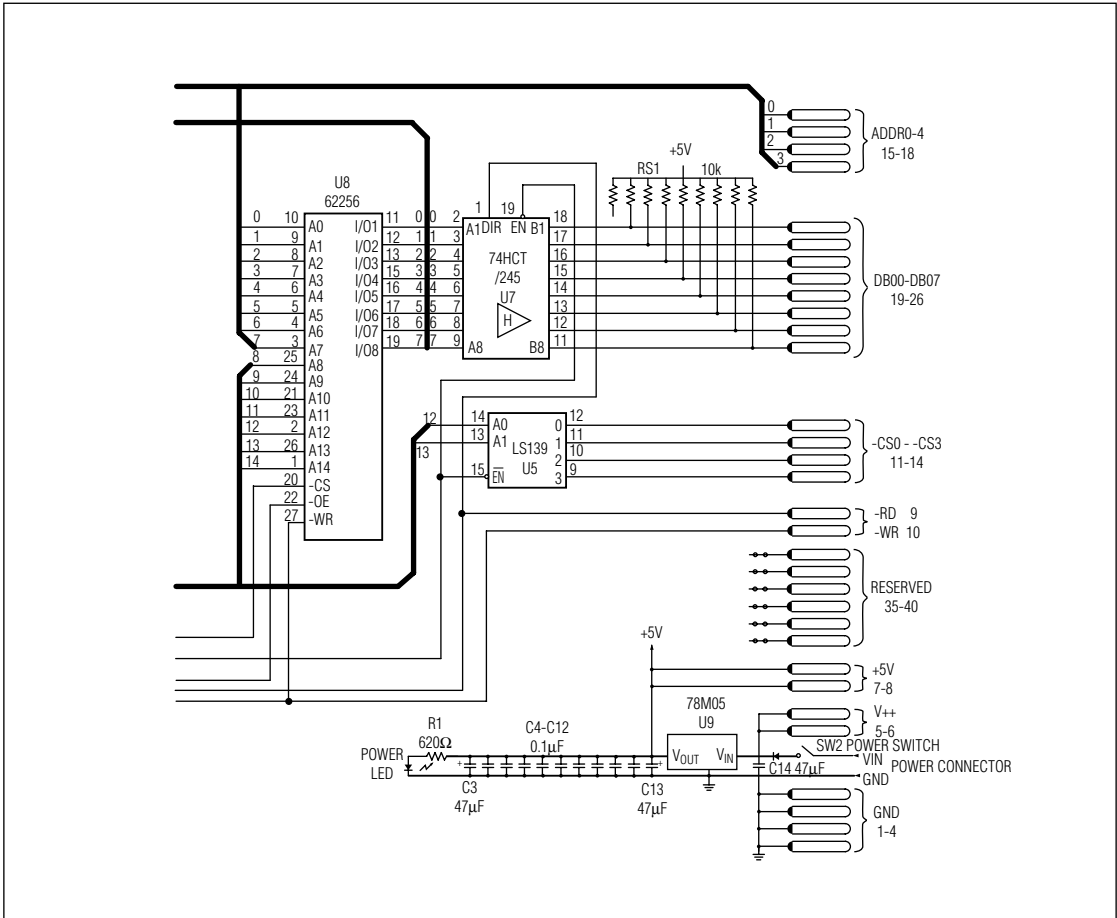 0
1
2
3
ADDR0-4
15-18
+5V
RS1
10k
U8
62256
1
19
0 10 A0 I/O1 11 0 0 2 A1 DIR EN B1 18
1 9 A1 I/O2 12 1 1 3 17
2 8 A2 I/O3 13 2 2 4 74HCT 16
3 7 A3 I/O4 15 3 3 5 /245 15
4 6 A4 I/O5 16 4 4 6 U7 14
5 5 A5 I/O6 17 5 5 7 H 13
6 4 A6 I/O7 18 6 6 8 12
7 3 A7 I/O8 19 7 7 9 A8 B8 11
DB00-DB07
19-26
8 25 A8
9 24 A9
10 21 A10
11 23 A11
12 2 A12
13 26 A13
14 1 A14
20 -CS
22 -OE
27 -WR
12 14 A0 0 12
13 13 A1 1 11
LS139 2 10
15 EN U5 3 9
-CS0 - -CS3
11-14
-RD 9
-WR 10
RESERVED
35-40
+5V
+5V
7-8
78M05
U9
V++
5-6
R1
620Ω
C4-C12
0.1µF
POWER
LED
VOUT VIN
SW2 POWER SWITCH
VIN
POWER CONNECTOR
C14 47µF
GND
+ +
C3
47µF
C13
47µF
GND
1-4